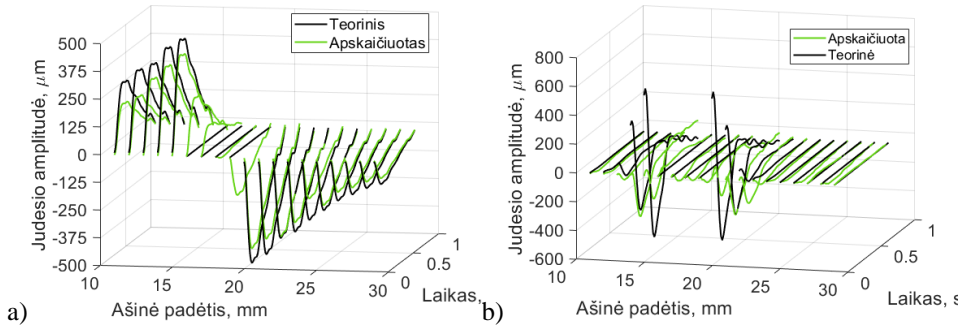 Teorinis
Apskaičiuotas
500
375
250
125
0
-125
-250
-375
-500
Judesio amplitudė, μm
10
15
20
25
30
Ašinė padėtis, mm
0
0.5
1
Laikas,
a)
Apskaičiuota
Teorinė
800
600
400
200
0
-200
-400
-600
Judesio amplitudė, μm
10
15
20
25
30
Ašinė padėtis, mm
0
0.5
1
Laikas, s
b)